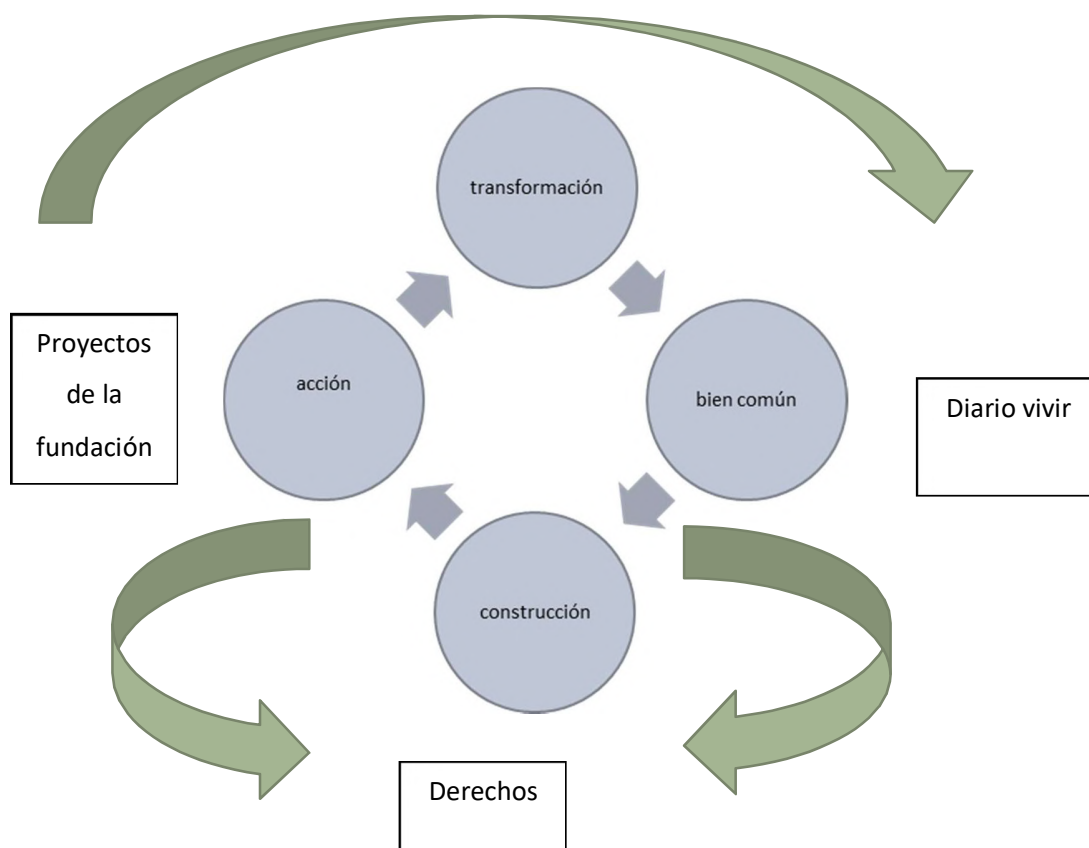 transformación
Proyectos
de la
fundación
acción
bien común
Diario vivir
construcción
Derechos